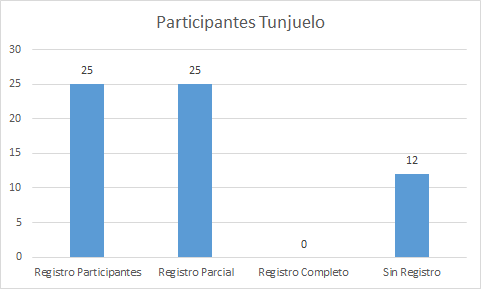 Participantes Tunjuelo
30
25
20
15
10
5
0
25
25
0
12
Registro Participantes
Registro Parcial
Registro Completo
Sin Registro